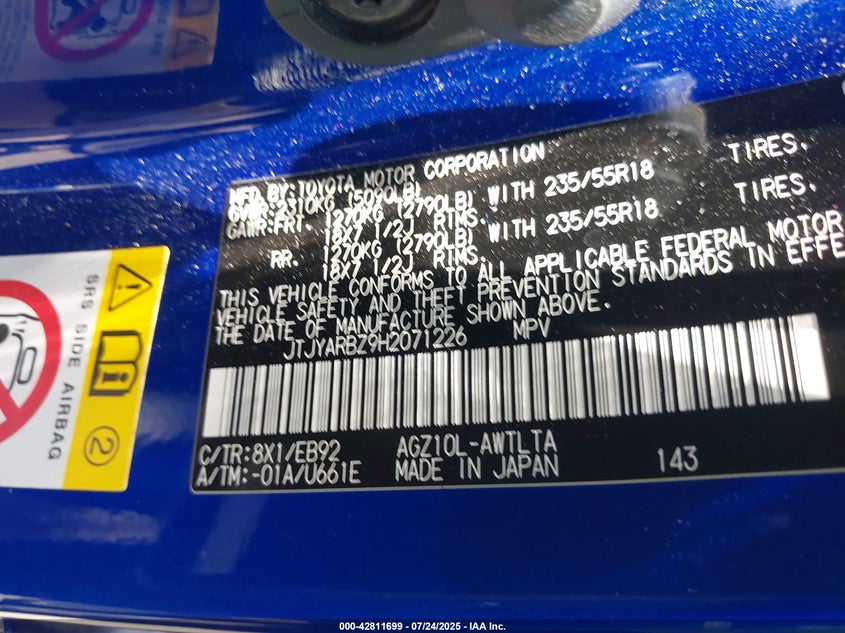 MFD.BY:TOYOTA MOTOR CORPORATION
GVWR:2310KG (5090LB)
GAWR:FRT. 1270KG (2790LB) WITH 235/55R18 TIRES.
18X7 1/2J RIMS.
RR. 1270KG (2790LB) WITH 235/55R18 TIRES.
18X7 1/2J RIMS.
THIS VEHICLE CONFORMS TO ALL APPLICABLE FEDERAL MOTOR
VEHICLE SAFETY AND THEFT PREVENTION STANDARDS IN EFFE
THE DATE OF MANUFACTURE SHOWN ABOVE.
JTJYARBZ9H2071226 MPV
C/TR:8X1/EB92 AGZ10L-AWTLTA
A/TM:-01A/U661E MADE IN JAPAN 143
SRS SIDE AIRBAG
2
000-42811699 | 07/24/2025 - IAA Inc.